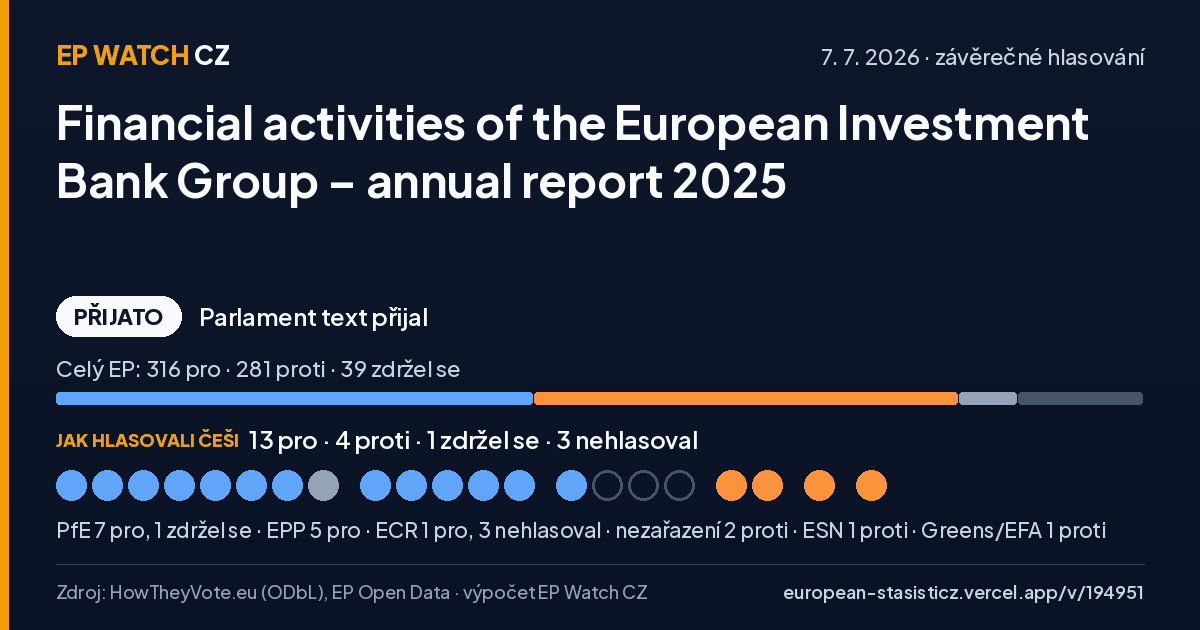 EP WATCH CZ
7. 7. 2026 · závěrečné hlasování
Financial activities of the European Investment
Bank Group – annual report 2025
PŘIJATO Parlament text přijal
Celý EP: 316 pro · 281 proti · 39 zdržel se
JAK HLASOVALI ČEŠI 13 pro · 4 proti · 1 zdržel se · 3 nehlasoval
PfE 7 pro, 1 zdržel se · EPP 5 pro · ECR 1 pro, 3 nehlasoval · nezařazení 2 proti · ESN 1 proti · Greens/EFA 1 proti
Zdroj: HowTheyVote.eu (ODbL), EP Open Data · výpočet EP Watch CZ
european-stasisticz.vercel.app/v/194951